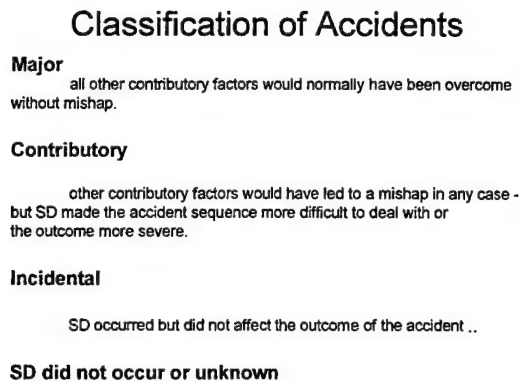 Classification of Accidents
Major
all other contributory factors would normally have been overcome
without mishap.
Contributory
other contributory factors would have led to a mishap in any case -
but SD made the accident sequence more difficult to deal with or
the outcome more severe.
Incidental
SD occurred but did not affect the outcome of the accident ..
SD did not occur or unknown